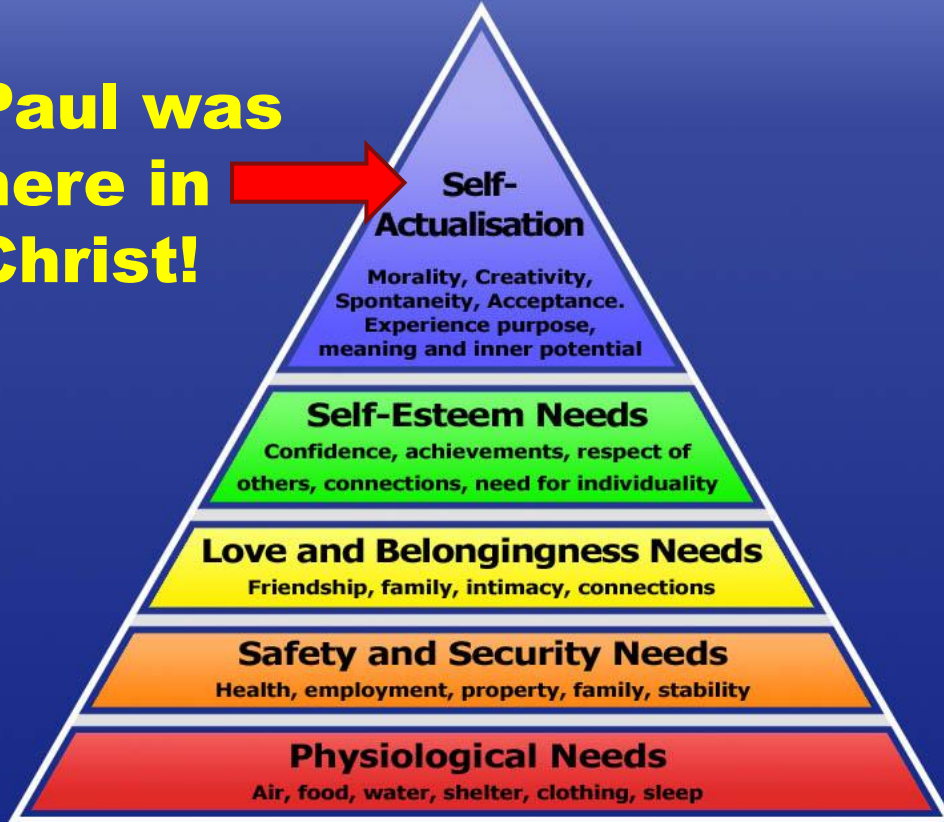 Paul was
here in
Christ!
Self-
Actualisation
Morality, Creativity,
Spontaneity, Acceptance.
Experience purpose,
meaning and inner potential
Self-Esteem Needs
Confidence, achievements, respect of
others, connections, need for individuality
Love and Belongingness Needs
Friendship, family, intimacy, connections
Safety and Security Needs
Health, employment, property, family, stability
Physiological Needs
Air, food, water, shelter, clothing, sleep